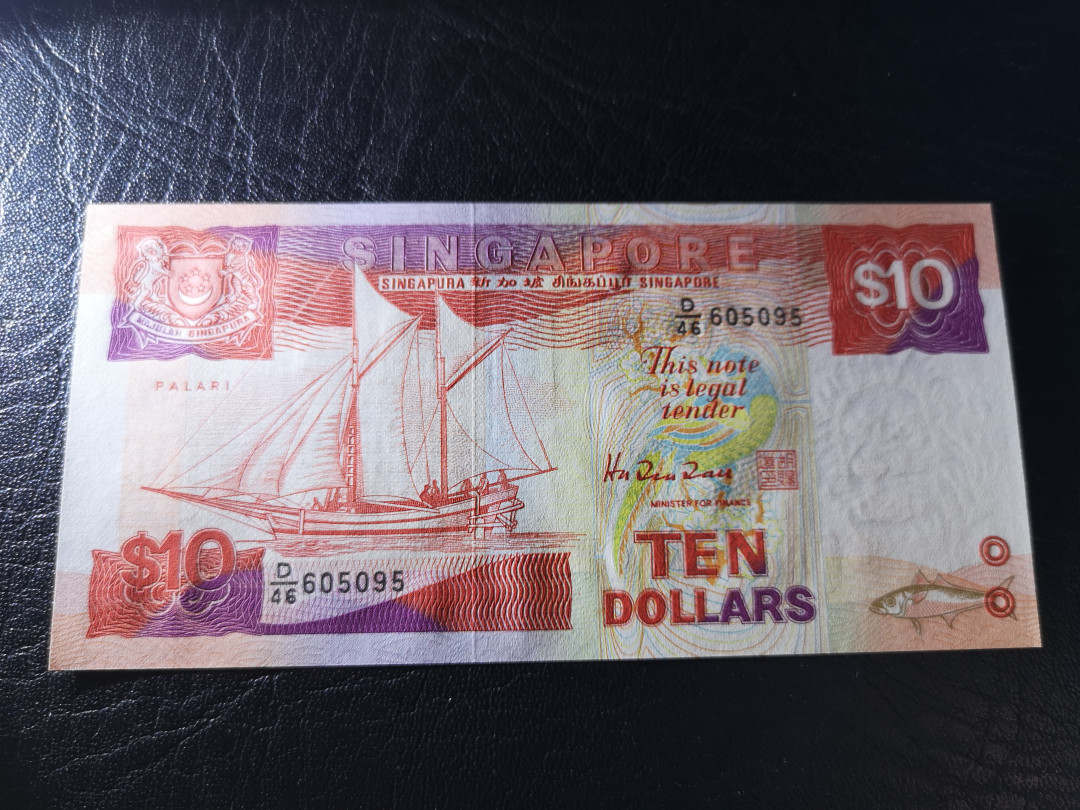 SINGAPORE
SINGAPURA 新加坡 சிங்கப்பூர் SINGAPORE
$10
MAJULAH SINGAPURA
D/46 605095
PALARI
This note
is legal
tender
MINISTER FOR FINANCE
$10
TEN
DOLLARS
D/46 605095